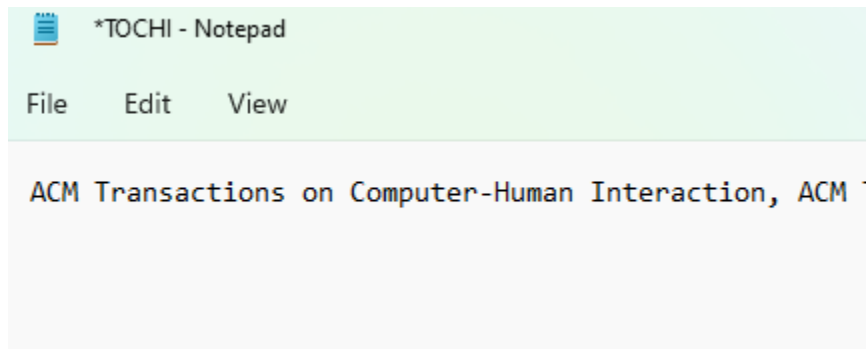 *TOCHI - Notepad
File Edit View
ACM Transactions on Computer-Human Interaction, ACM